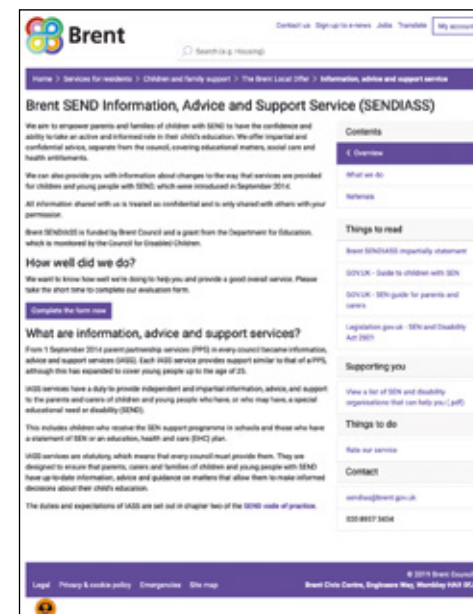 Brent
Contact us Sign up to e-news Jobs Translate My account
Search (e.g. Housing)
Home > Services for residents > Children and family support > The Brent Local Offer > Information, advice and support service
Brent SEND Information, Advice and Support Service (SENDIASS)
We aim to empower parents and families of children with SEND to have the confidence and
ability to take an active and informed role in their child's education. We offer impartial and
confidential advice, separate from the council, covering educational matters, social care and
health entitlements.
We can also provide you with information about changes to the way that services are provided
for children and young people with SEND, which were introduced in September 2014.
All information shared with us is treated as confidential and is only shared with others with your
permission.
Brent SENDIASS is funded by Brent Council and a grant from the Department for Education,
which is monitored by the Council for Disabled Children.
How well did we do?
We want to know how well we're doing to help you and provide a good overall service. Please
take the short time to complete our evaluation form.
Complete the form now
What are information, advice and support services?
From 1 September 2014 parent partnership services (PPS) in every council became information,
advice and support services (IASS). Each IASS service provides support similar to that of a PPS,
although this has expanded to cover young people up to the age of 25.
IASS services have a duty to provide independent and impartial information, advice, and support
to the parents and carers of children and young people who have, or who may have, a special
educational need or disability (SEND).
This includes children who receive the SEN support programme in schools and those who have
a statement of SEN or an education, health and care (EHC) plan.
IASS services are statutory, which means that every council must provide them. They are
designed to ensure that parents, carers and families of children and young people with SEND
have up-to-date information, advice and guidance on matters that allow them to make informed
decisions about their child's education.
The duties and expectations of IASS are set out in chapter two of the SEND code of practice.
Contents
< Overview
What we do
Referrals
Things to read
Brent SENDIASS impartiality statement
GOV.UK - Guide to children with SEN
GOV.UK - SEN guide for parents and
carers
Legislation.gov.uk - SEN and Disability
Act 2001
Supporting you
View a list of SEN and disability
organisations that can help you (.pdf)
Things to do
Rate our service
Contact
sendias@brent.gov.uk
020 8937 3434
Legal Privacy & cookie policy Emergencies Site map
© 2019 Brent Council
Brent Civic Centre, Engineers Way, Wembley HA9